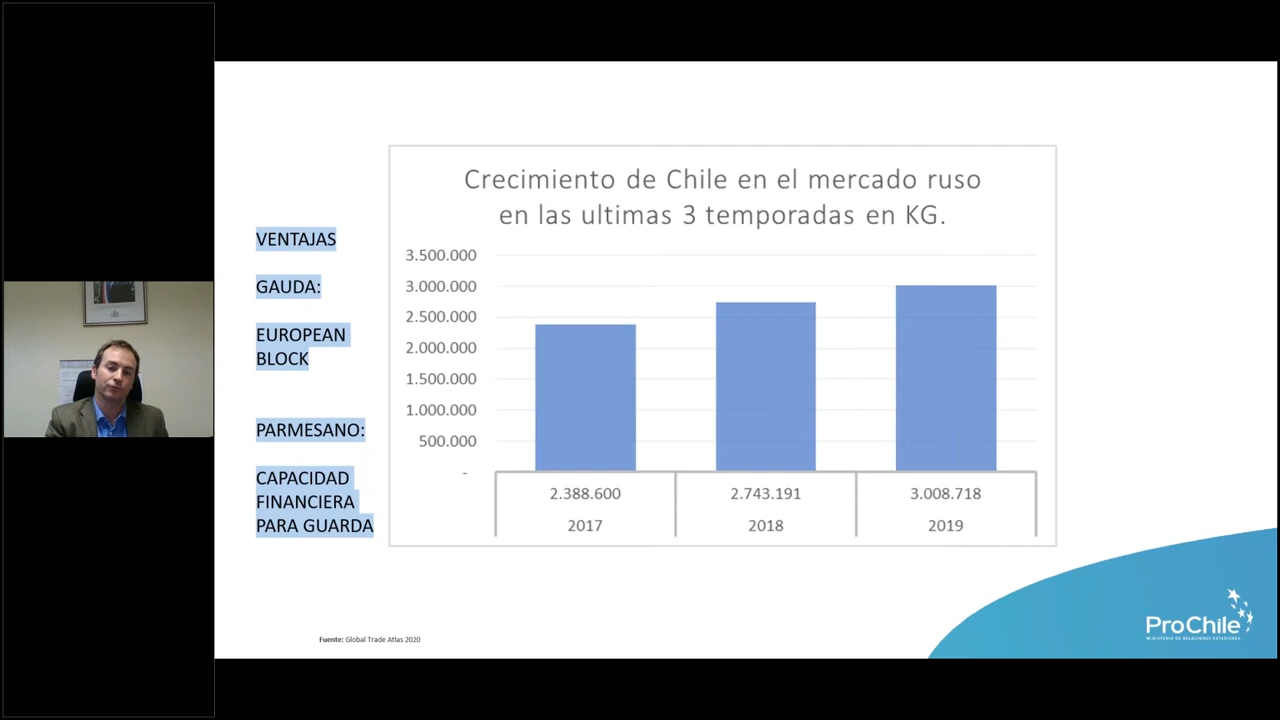 VENTAJAS
GAUDA:
EUROPEAN
BLOCK
PARMESANO:
CAPACIDAD
FINANCIERA
PARA GUARDA
Crecimiento de Chile en el mercado ruso
en las ultimas 3 temporadas en KG.
3.500.000
3.000.000
2.500.000
2.000.000
1.500.000
1.000.000
500.000
-
2.388.600 2.743.191 3.008.718
2017 2018 2019
Fuente: Global Trade Atlas 2020
ProChile
MINISTERIO DE RELACIONES EXTERIORES